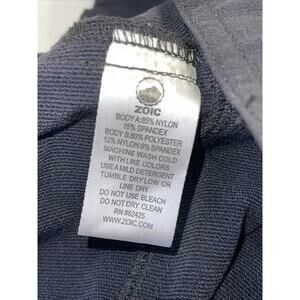 ZOIC
BODY A:85% NYLON
15% SPANDEX
BODY B:80% POLYESTER
12% NYLON 8% SPANDEX
MACHINE WASH COLD
WITH LIKE COLORS
USE A MILD DETERGENT
TUMBLE DRY LOW OR
LINE DRY
DO NOT USE BLEACH
DO NOT DRY CLEAN
RN #82425
WWW.ZOIC.COM